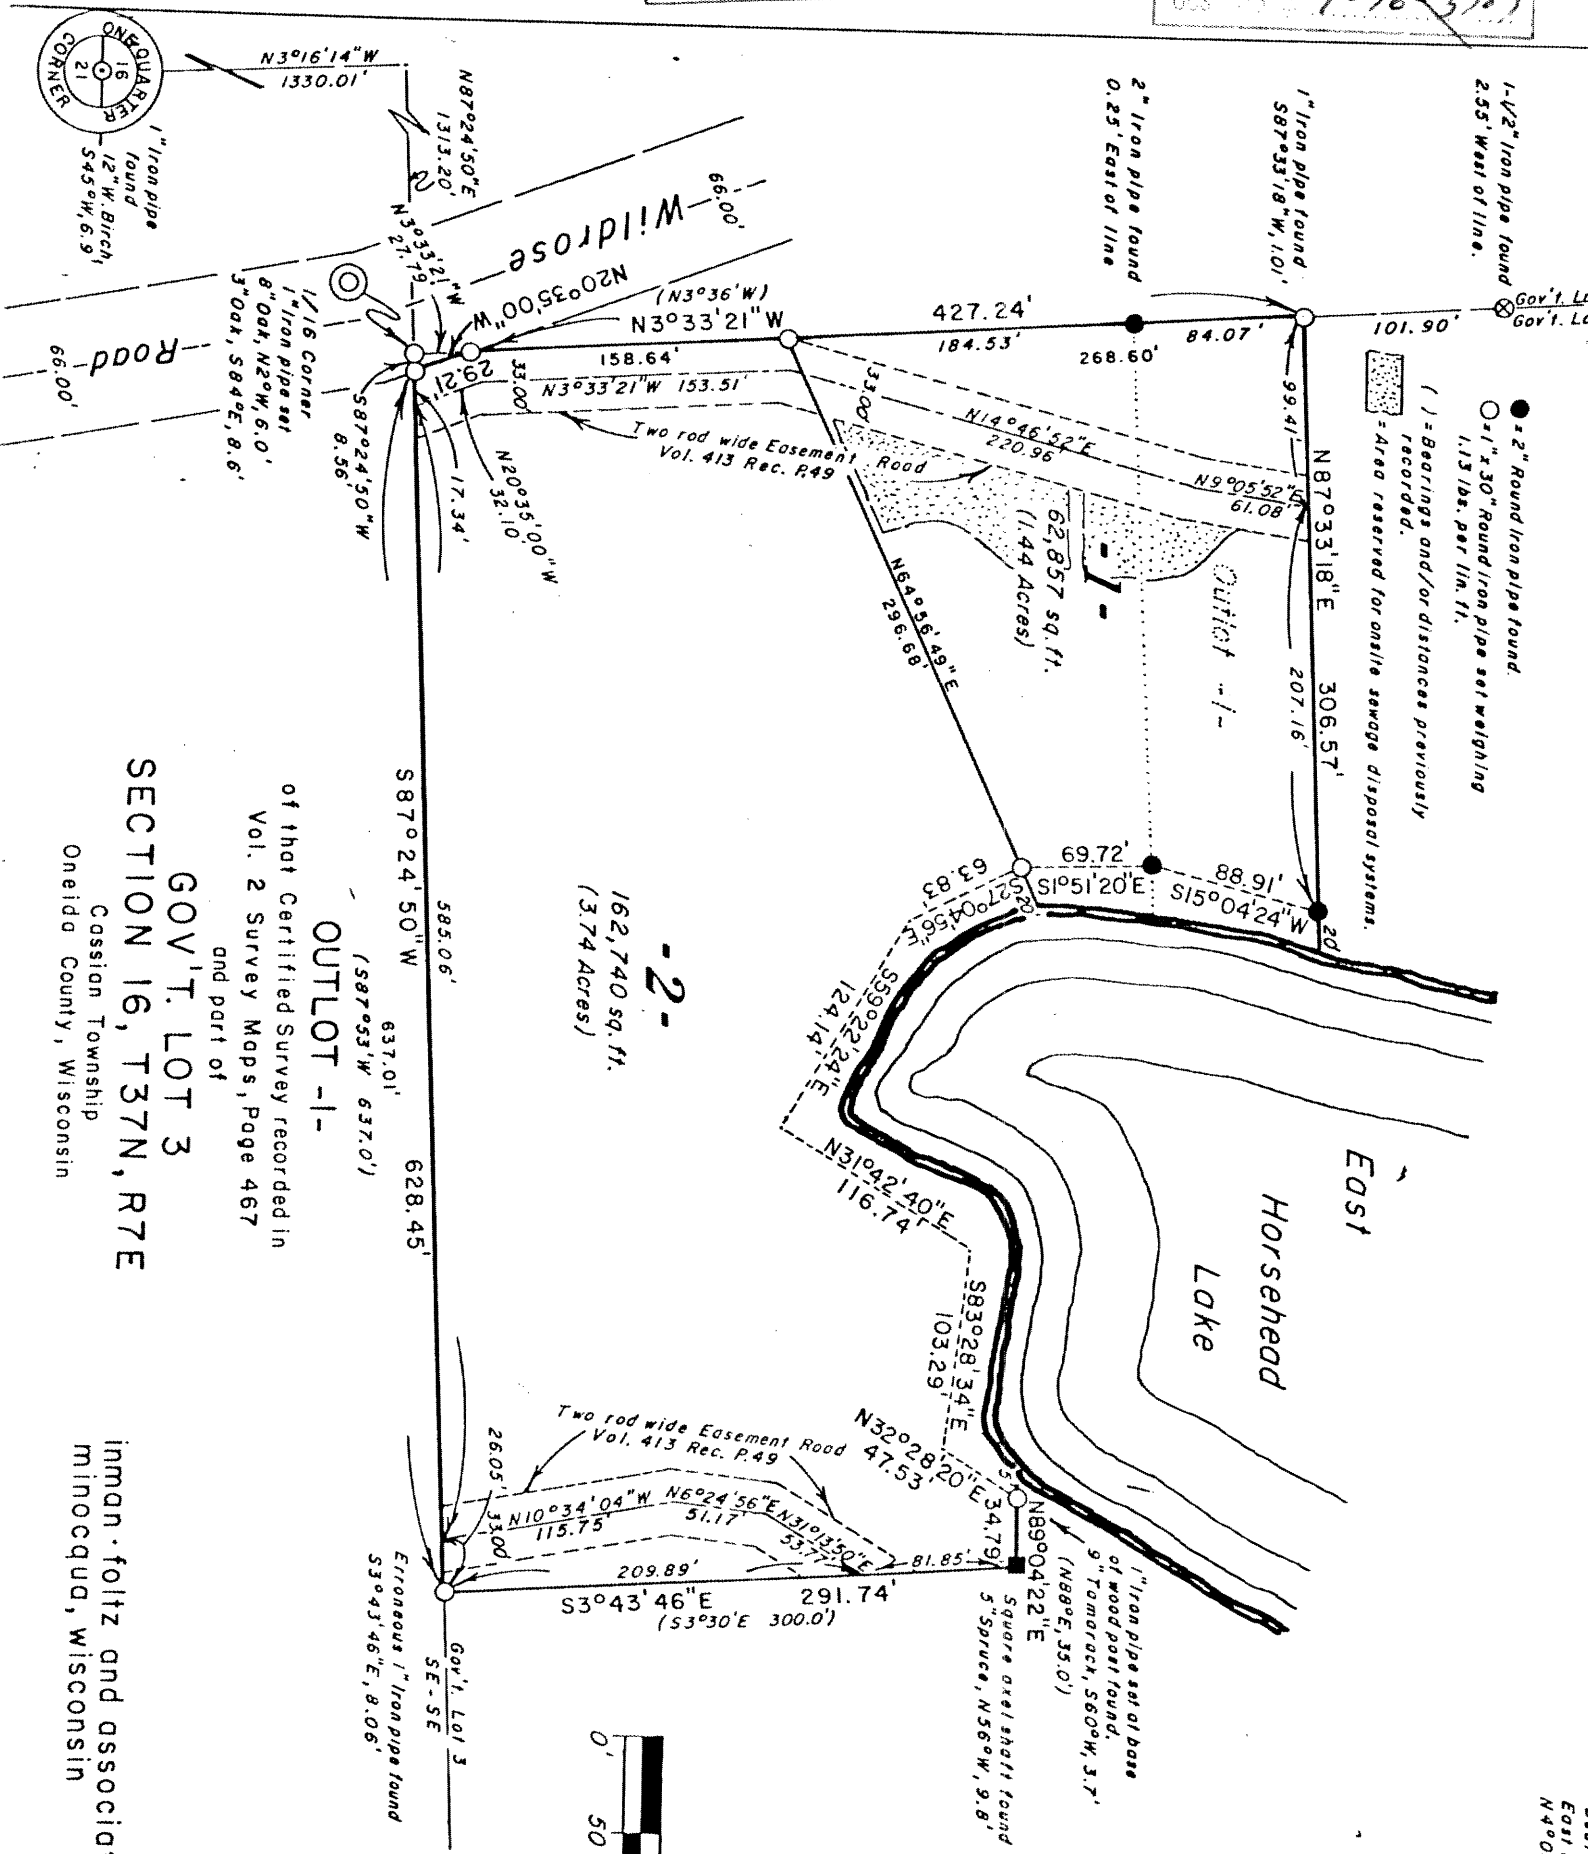 1-1/2" Iron pipe found
2.55' West of line.
1" Iron pipe found
S87°33'18"W, 1.01'
2" Iron pipe found
0.25' East of line
● = 2" Round Iron pipe found.
○ = 1" x 30" Round iron pipe set weighing
1.13 lbs. per lin. ft.
( ) = Bearings and/or distances previously
recorded.
= Area reserved for onsite sewage disposal systems.
Gov't.
Gov't.
101.90'
84.07'
427.24'
184.53'
268.60'
N3°33'21"W
(N3°36'W)
158.64'
N3°33'21"W 153.51'
99.41'
N87°33'18"E 306.57'
207.16'
20'
N14°46'52"E
220.96
N9°05'52"E
61.08'
33.00'
33.00'
Outlot -1-
-1-
62,857 sq. ft.
(1.44 Acres)
Two rod wide Easement Road
Vol. 413 Rec. P.49
N64°56'49"E
296.68'
69.72'
S1°51'20"E
88.91'
S15°04'24"W
20'
63.83
S27°04'56"E
S59°22'24"E
124.14'
N31°42'40"E
116.74'
S83°28'34"E
103.29'
N32°28'20"E
47.53'
5'
34.79'
N89°04'22"E
(N88°E, 35.0')
1" Iron pipe set at base
of wood post found.
9" Tamarack, S60°W, 3.7'
Square axel shaft found
5" Spruce, N56°W, 9.8'
East
Horsehead
Lake
-2-
162,740 sq. ft.
(3.74 Acres)
N3°16'14"W
1330.01'
N87°24'50"E
1313.20'
ONE QUARTER
CORNER
16
21
1" Iron pipe
found
12" W. Birch,
S45°W, 6.9'
66.00'
Wildrose
Road
66.00'
N3°33'21"W
27.79'
N20°35'00"W
29.21'
1/16 Corner
1" Iron pipe set
8" Oak, N2°W, 6.0'
3" Oak, S84°E, 8.6'
S87°24'50"W
8.56'
17.34'
N20°35'00"W
32.10'
S87°24'50"W 628.45'
585.06'
637.01'
(S87°53'W 637.0')
Two rod wide Easement Road
Vol. 413 Rec. P.49
26.05'
33.00'
N10°34'04"W
115.75'
N6°24'56"E
51.17'
N31°13'50"E
53.77'
81.85'
209.89'
S3°43'46"E 291.74'
(S3°30'E 300.0')
Gov't. Lot 3
SE-SE
Erroneous 1" Iron pipe found
S3°43'46"E, 8.06'
OUTLOT -1-
of that Certified Survey recorded in
Vol. 2 Survey Maps, Page 467
and part of
GOV'T. LOT 3
SECTION 16, T37N, R7E
Cassian Township
Oneida County, Wisconsin
inman - foltz and associa
minocqua, wisconsin
0' 50
East
N4°0